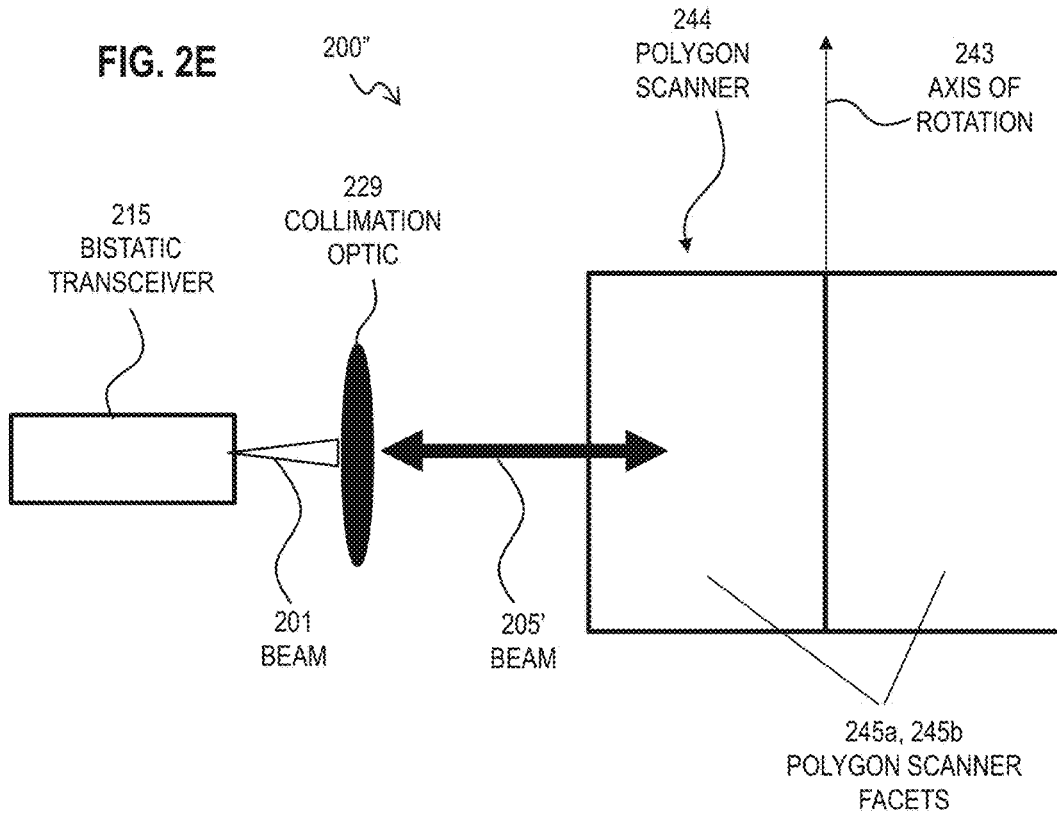 FIG. 2E
200"
244
POLYGON
SCANNER
243
AXIS OF
ROTATION
229
COLLIMATION
OPTIC
215
BISTATIC
TRANSCEIVER
201
BEAM
205'
BEAM
245a, 245b
POLYGON SCANNER
FACETS